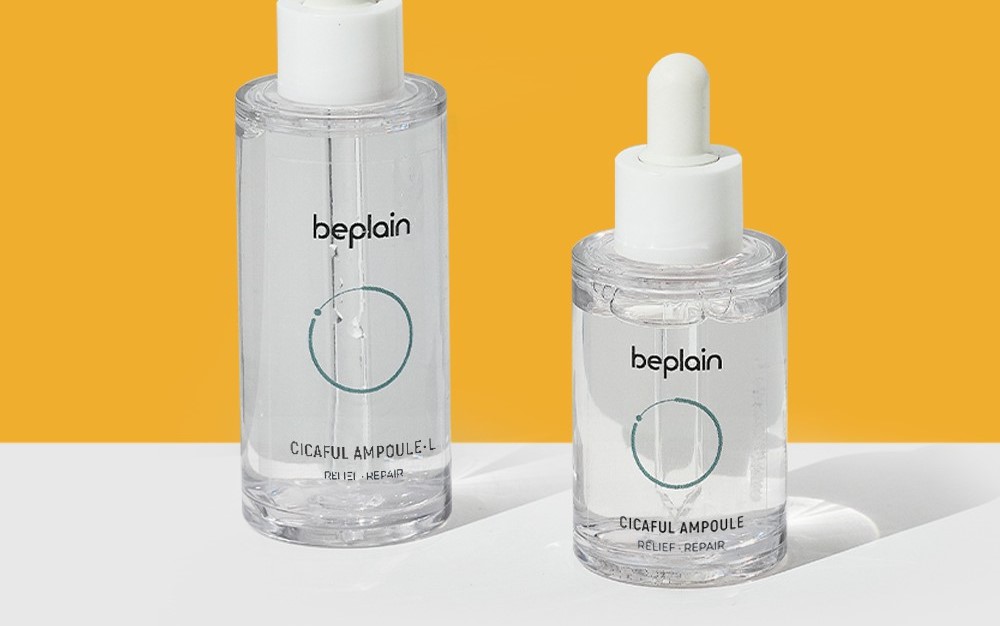 beplain
CICAFUL AMPOULE·L
RELIEF · REPAIR
beplain
CICAFUL AMPOULE
RELIEF · REPAIR